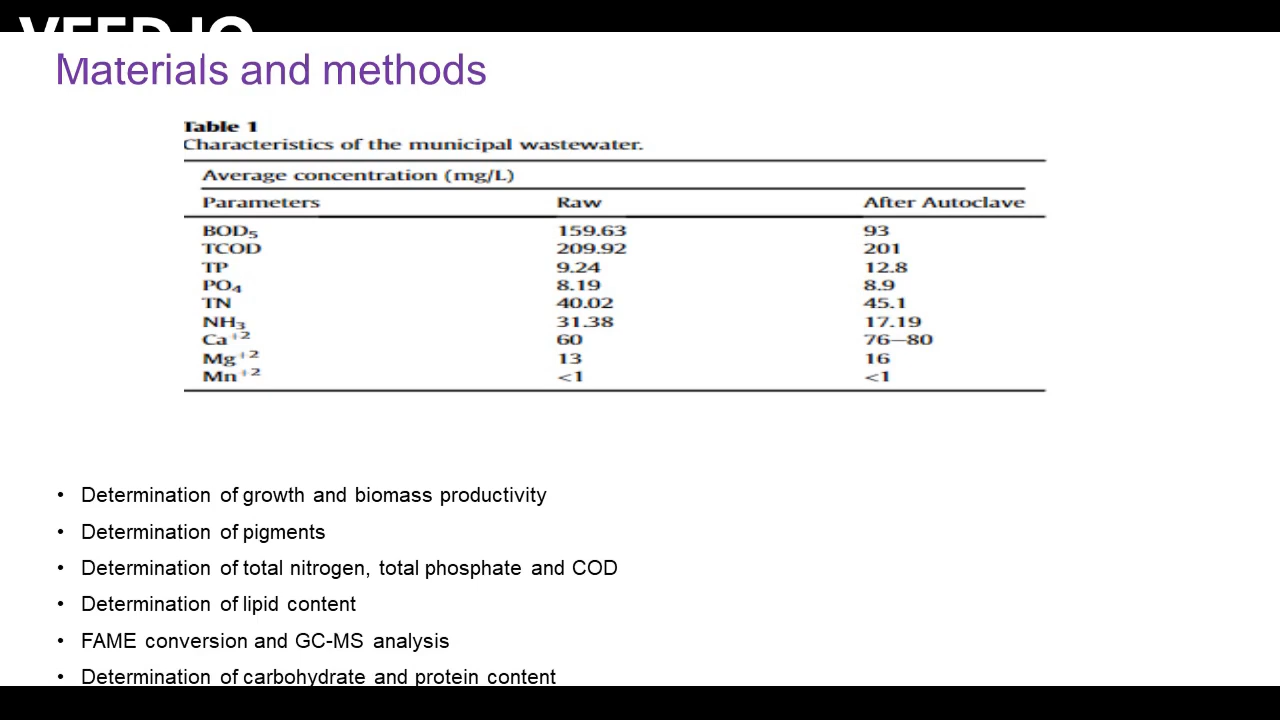 VEED.IO
Materials and methods
Table 1
Characteristics of the municipal wastewater.
Average concentration (mg/L)
Parameters Raw After Autoclave
BOD₅ 159.63 93
TCOD 209.92 201
TP 9.24 12.8
PO₄ 8.19 8.9
TN 40.02 45.1
NH₃ 31.38 17.19
Ca⁺² 60 76–80
Mg⁺² 13 16
Mn⁺² <1 <1
• Determination of growth and biomass productivity
• Determination of pigments
• Determination of total nitrogen, total phosphate and COD
• Determination of lipid content
• FAME conversion and GC-MS analysis
• Determination of carbohydrate and protein content